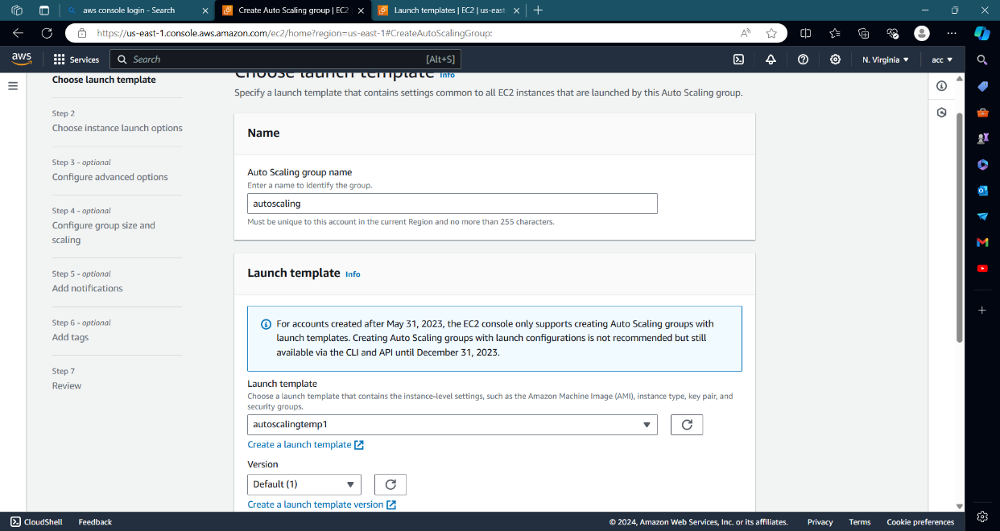 aws console login - Search
Create Auto Scaling group | EC2
Launch templates | EC2 | us-east
https://us-east-1.console.aws.amazon.com/ec2/home?region=us-east-1#CreateAutoScalingGroup:
aws
Services
Search
[Alt+S]
N. Virginia
acc
Choose launch template
Step 2
Choose instance launch options
Step 3 - optional
Configure advanced options
Step 4 - optional
Configure group size and
scaling
Step 5 - optional
Add notifications
Step 6 - optional
Add tags
Step 7
Review
Choose launch template Info
Specify a launch template that contains settings common to all EC2 instances that are launched by this Auto Scaling group.
Name
Auto Scaling group name
Enter a name to identify the group.
autoscaling
Must be unique to this account in the current Region and no more than 255 characters.
Launch template Info
For accounts created after May 31, 2023, the EC2 console only supports creating Auto Scaling groups with
launch templates. Creating Auto Scaling groups with launch configurations is not recommended but still
available via the CLI and API until December 31, 2023.
Launch template
Choose a launch template that contains the instance-level settings, such as the Amazon Machine Image (AMI), instance type, key pair, and
security groups.
autoscalingtemp1
Create a launch template
Version
Default (1)
Create a launch template version
CloudShell
Feedback
© 2024, Amazon Web Services, Inc. or its affiliates.
Privacy
Terms
Cookie preferences